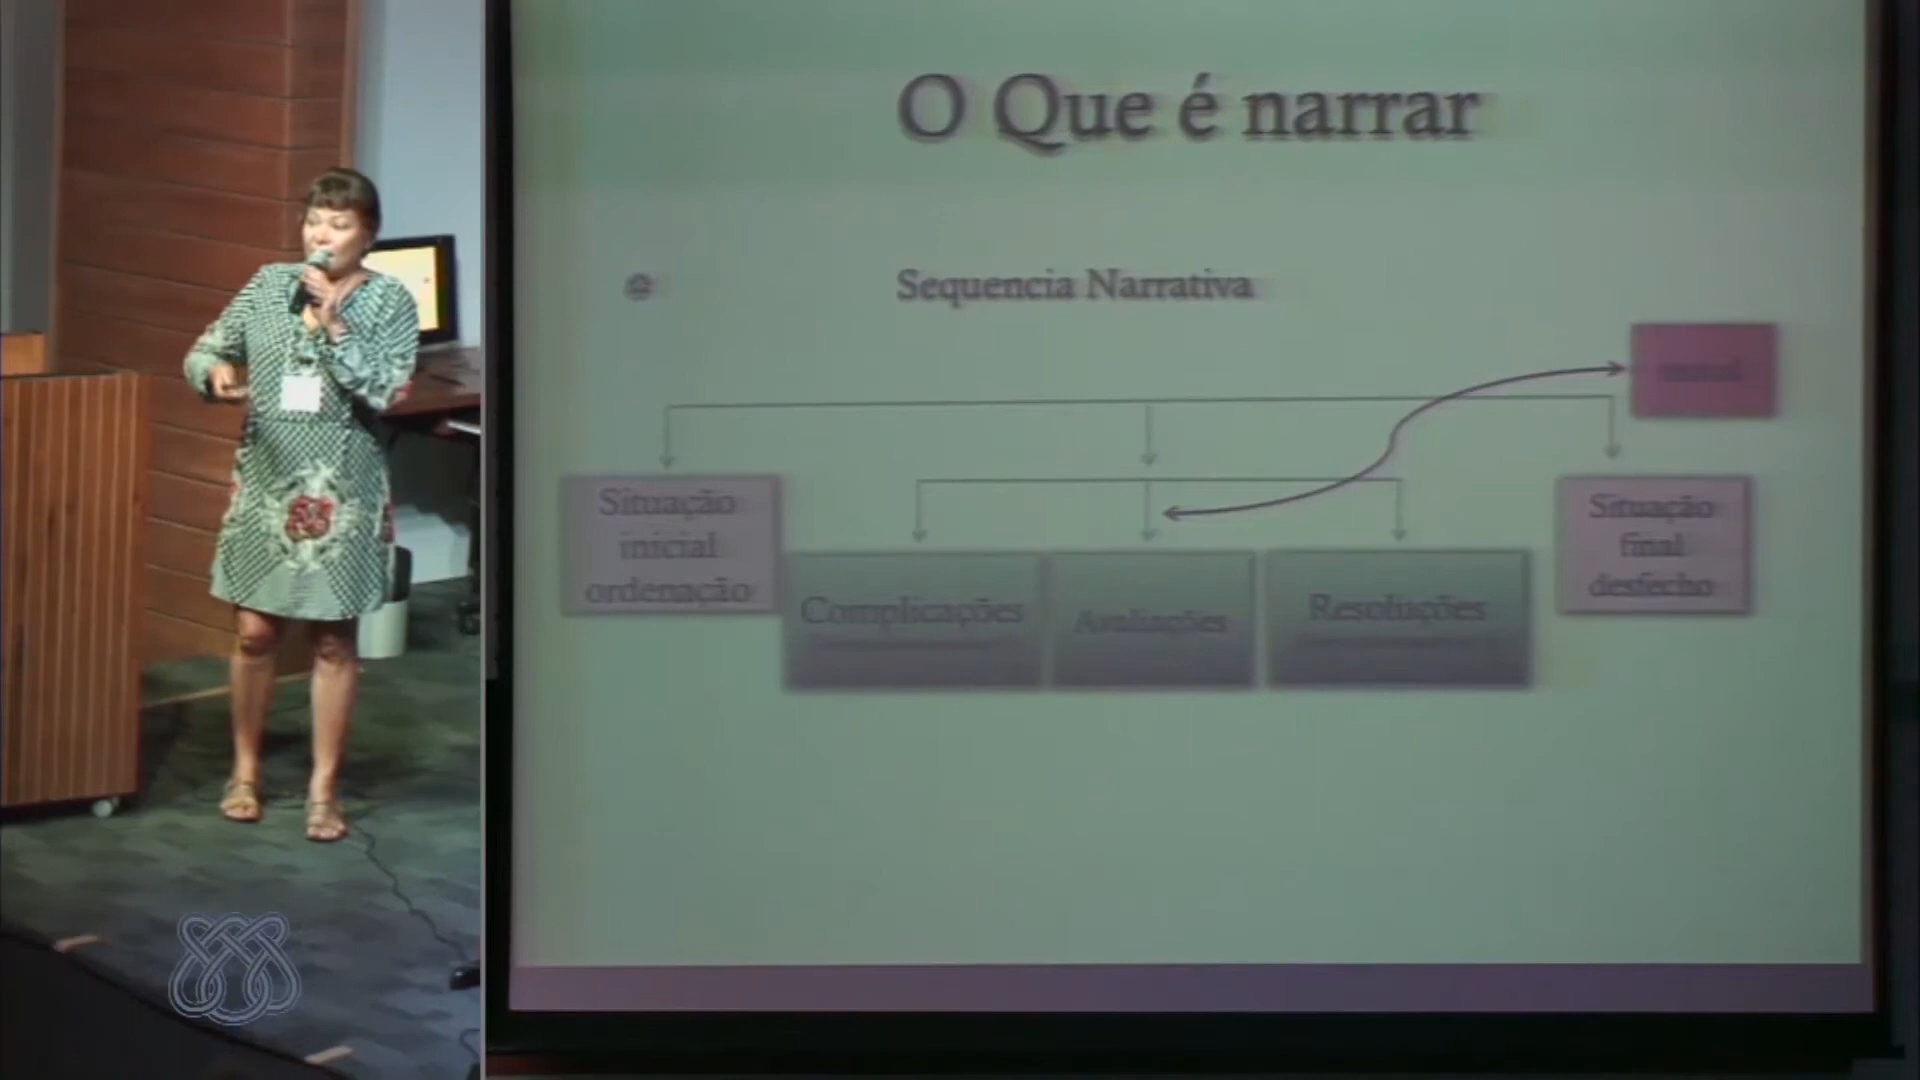 O Que é narrar
Sequencia Narrativa
Situação
inicial
ordenação
Complicações
Avaliações
Resoluções
Situação
final
desfecho